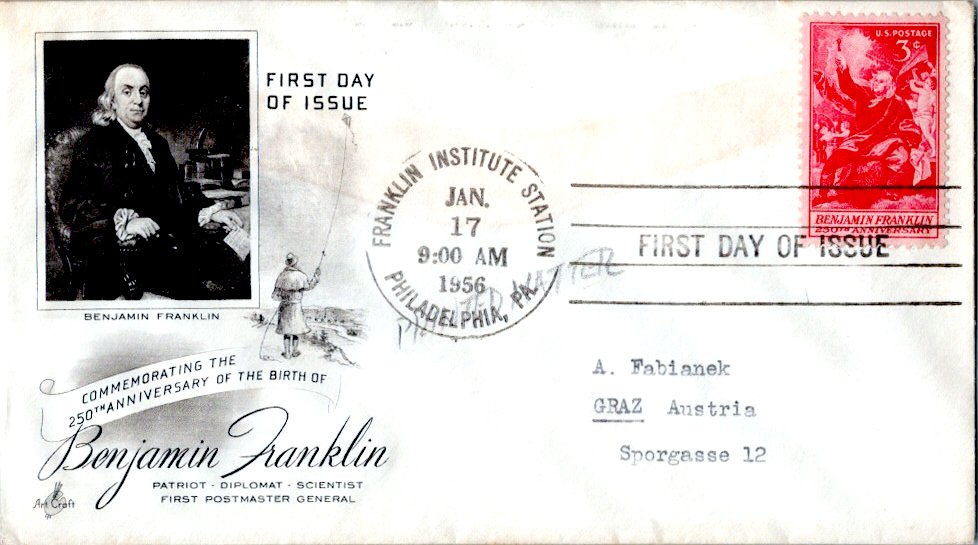 FIRST DAY
OF ISSUE
BENJAMIN FRANKLIN
COMMEMORATING THE
250TH ANNIVERSARY OF THE BIRTH OF
Benjamin Franklin
PATRIOT · DIPLOMAT · SCIENTIST
FIRST POSTMASTER GENERAL
Art Craft
FRANKLIN INSTITUTE STATION
JAN.
17
9:00 AM
1956
PHILADELPHIA, PA.
PRINTED MATTER
U.S. POSTAGE
3¢
BENJAMIN FRANKLIN
250TH ANNIVERSARY
FIRST DAY OF ISSUE
A. Fabianek
GRAZ Austria
Sporgasse 12